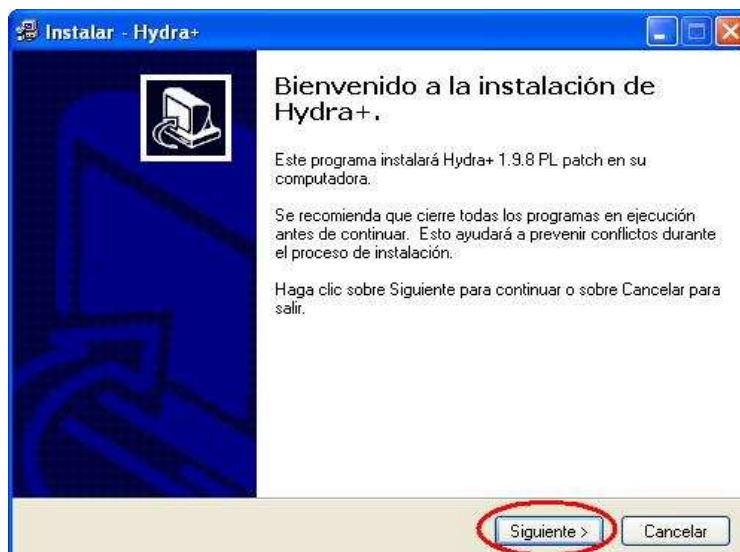 Instalar - Hydra+
Bienvenido a la instalación de
Hydra+.
Este programa instalará Hydra+ 1.9.8 PL patch en su
computadora.
Se recomienda que cierre todas los programas en ejecución
antes de continuar. Esto ayudará a prevenir conflictos durante
el proceso de instalación.
Haga clic sobre Siguiente para continuar o sobre Cancelar para
salir.
Siguiente >
Cancelar